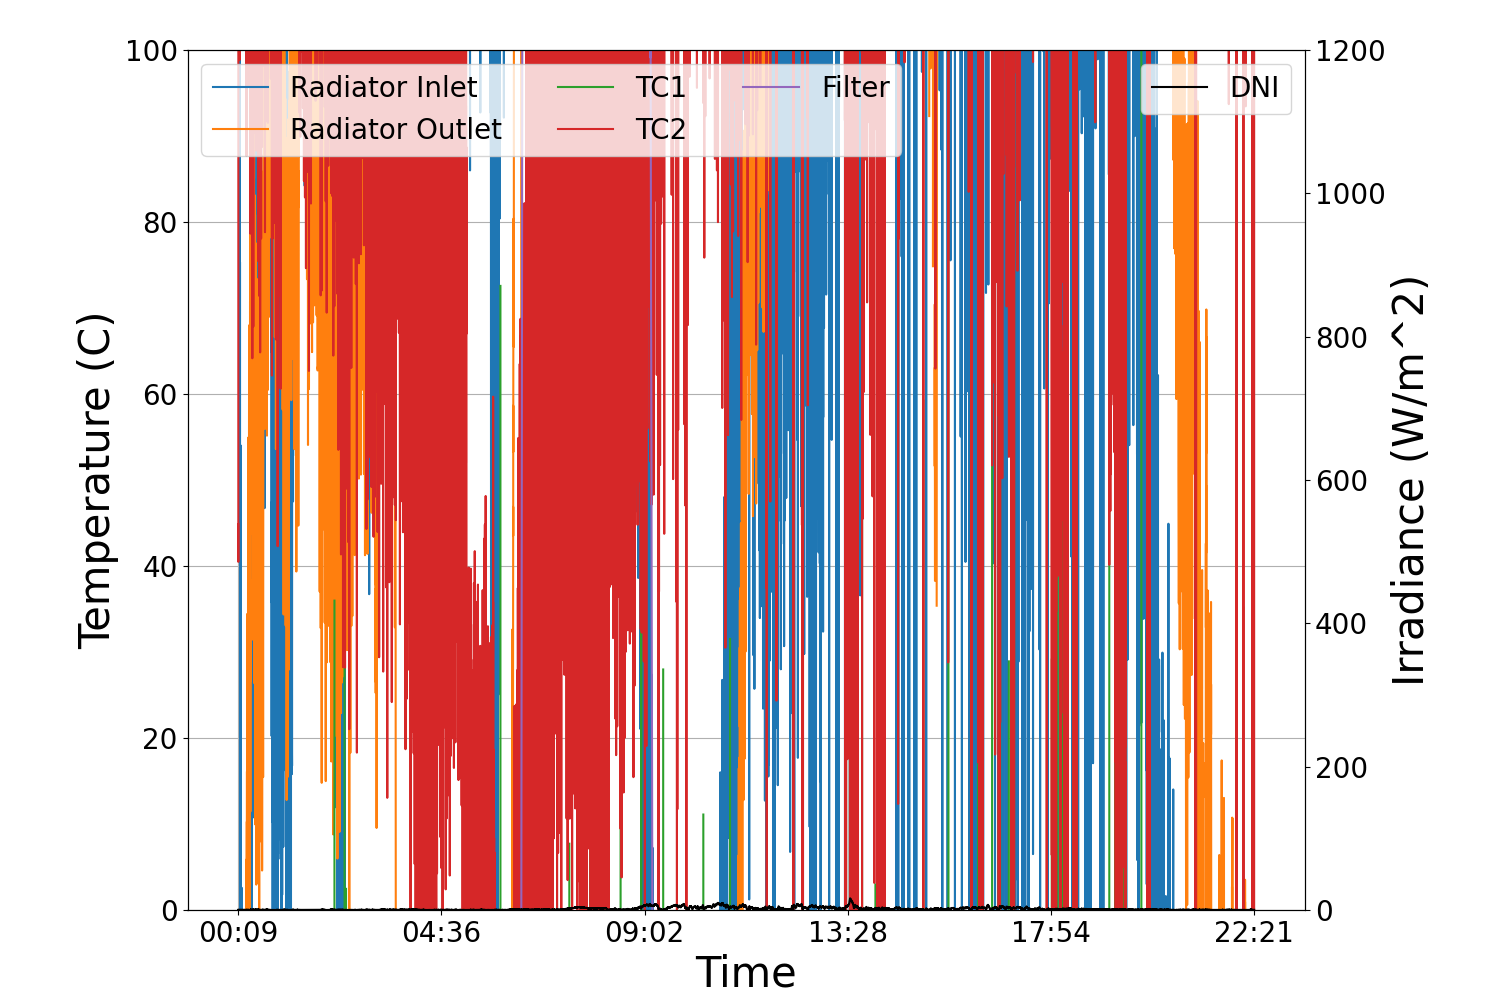 100
80
60
40
20
0
Temperature (C)
Radiator Inlet
Radiator Outlet
TC1
TC2
Filter
DNI
1200
1000
800
600
400
200
0
Irradiance (W/m^2)
00:09
04:36
09:02
13:28
17:54
22:21
Time